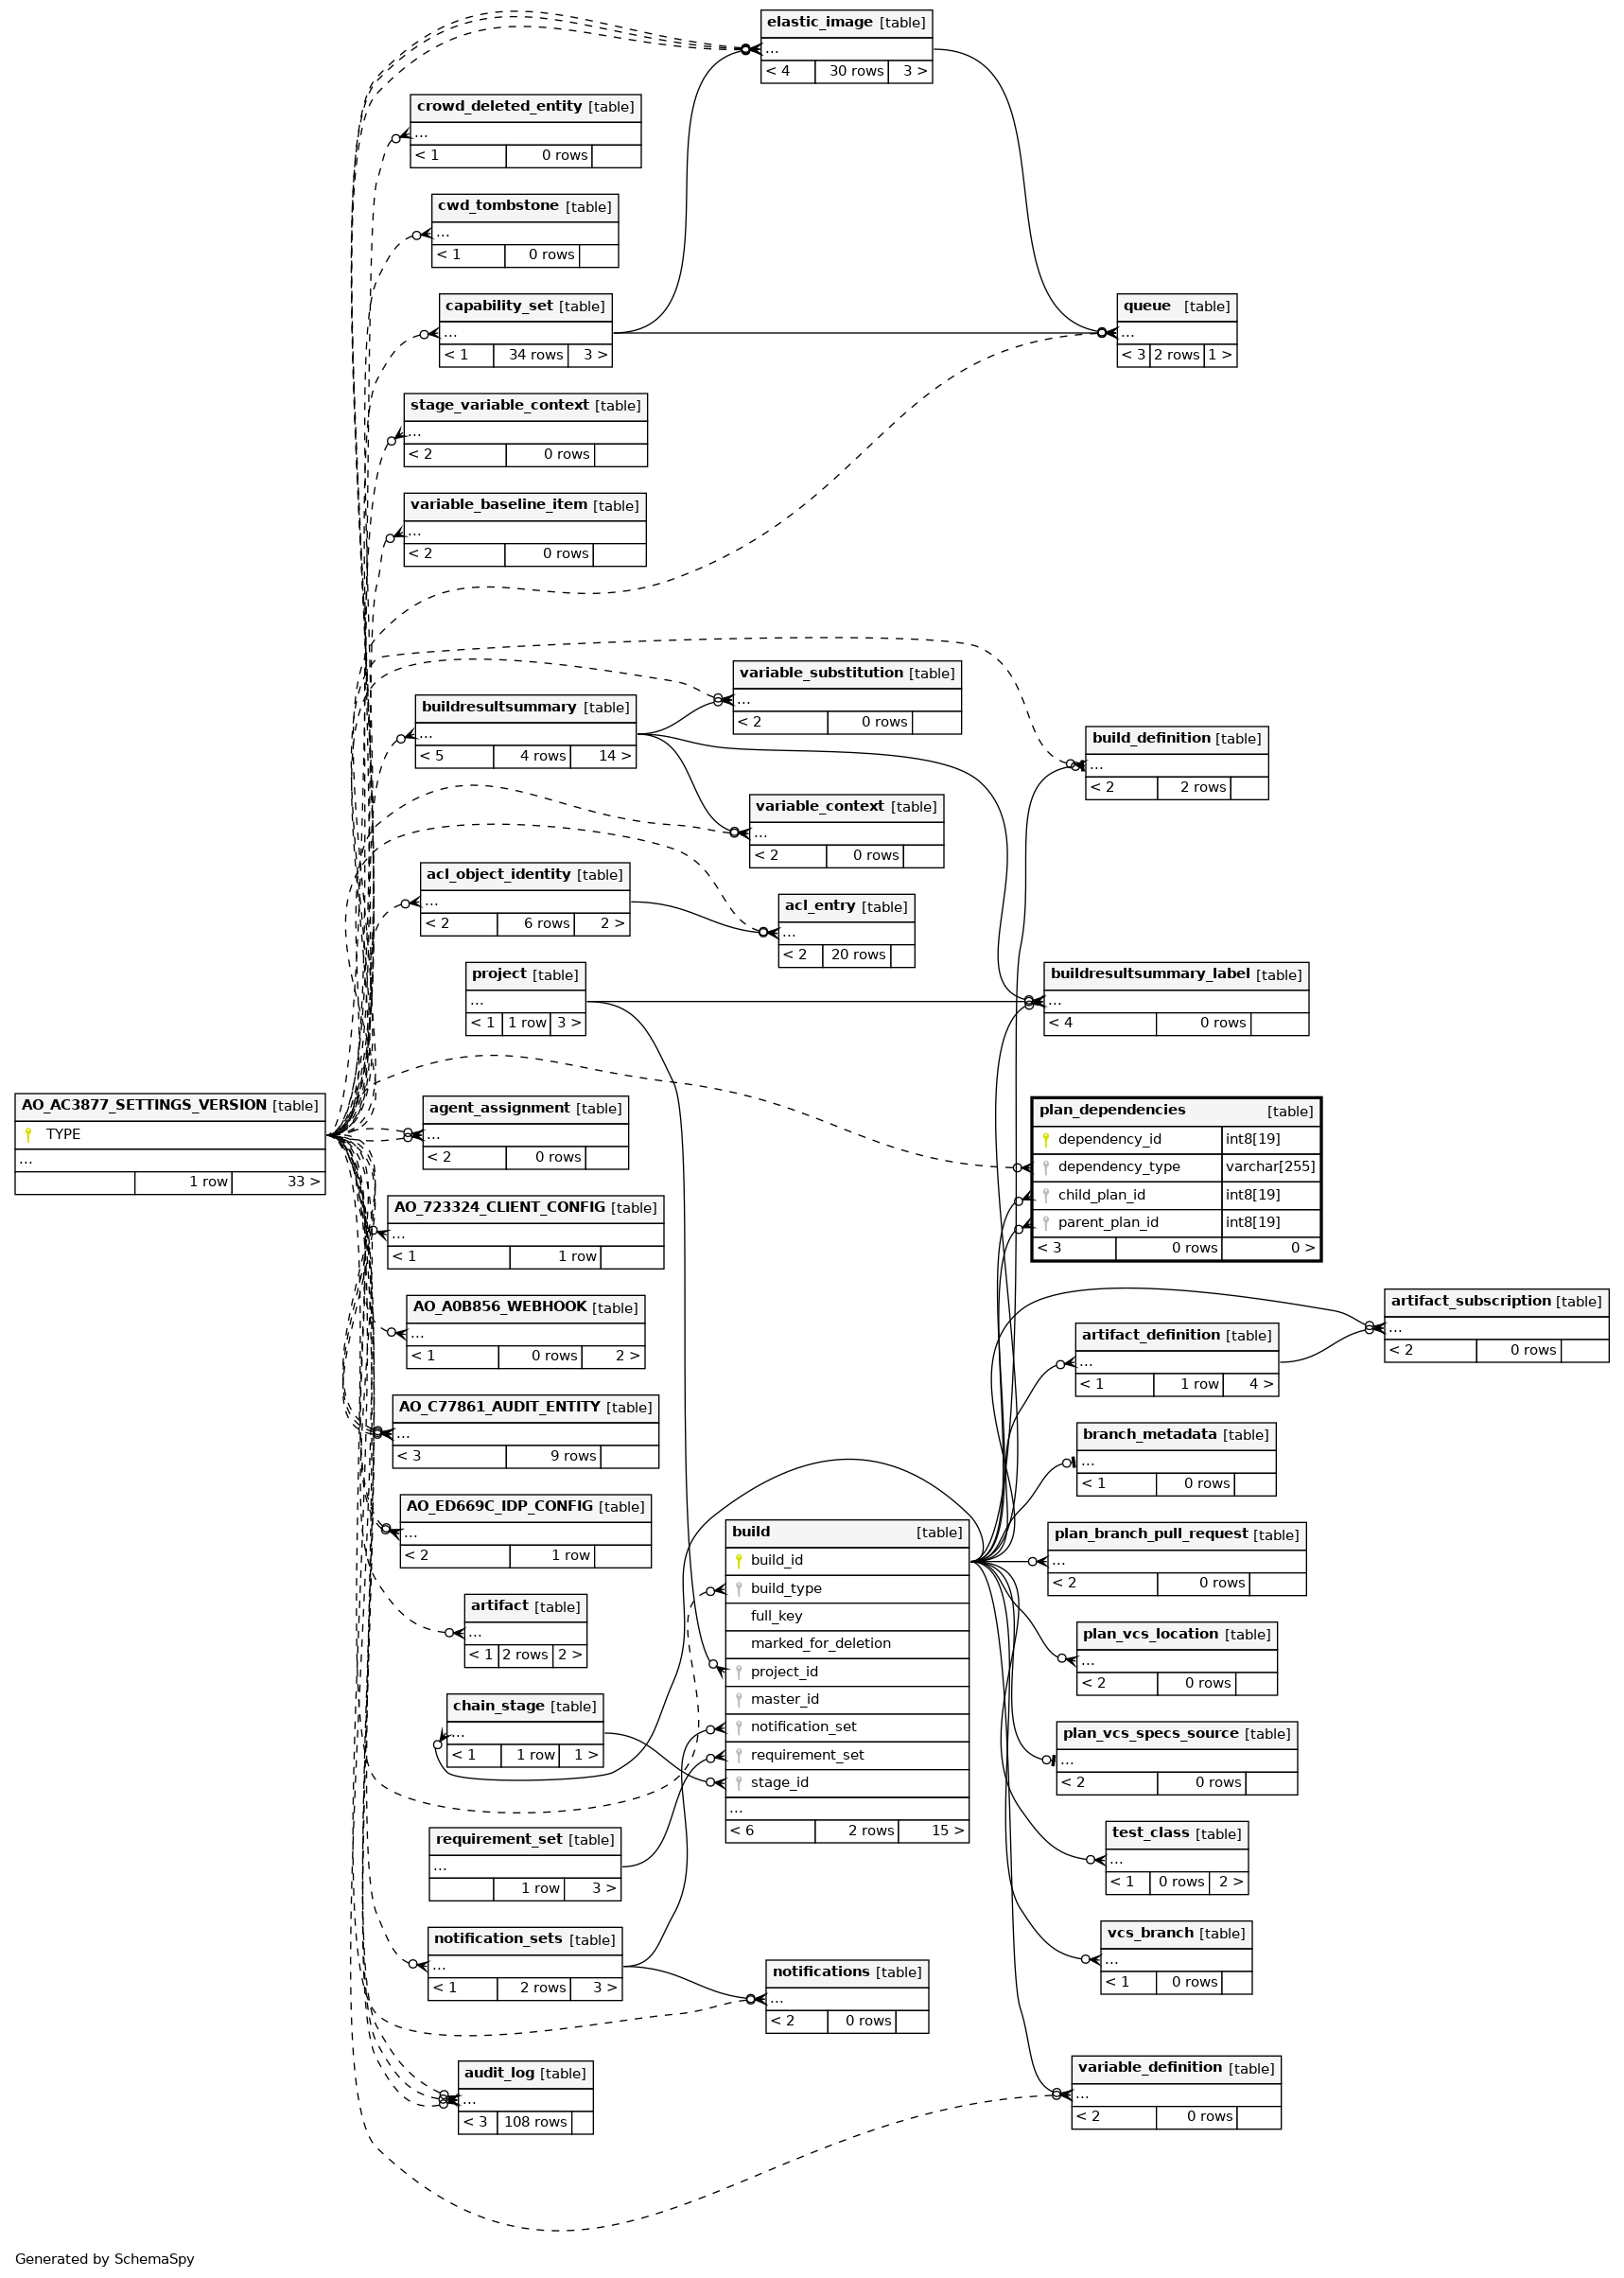 elastic_image [table]
...
< 4 30 rows 3 >
crowd_deleted_entity [table]
...
< 1 0 rows
cwd_tombstone [table]
...
< 1 0 rows
capability_set [table]
...
< 1 34 rows 3 >
queue [table]
...
< 3 2 rows 1 >
stage_variable_context [table]
...
< 2 0 rows
variable_baseline_item [table]
...
< 2 0 rows
variable_substitution [table]
...
< 2 0 rows
buildresultsummary [table]
...
< 5 4 rows 14 >
build_definition [table]
...
< 2 2 rows
variable_context [table]
...
< 2 0 rows
acl_object_identity [table]
...
< 2 6 rows 2 >
acl_entry [table]
...
< 2 20 rows
project [table]
...
< 1 1 row 3 >
buildresultsummary_label [table]
...
< 4 0 rows
AO_AC3877_SETTINGS_VERSION [table]
TYPE
...
1 row 33 >
agent_assignment [table]
...
< 2 0 rows
plan_dependencies [table]
dependency_id int8[19]
dependency_type varchar[255]
child_plan_id int8[19]
parent_plan_id int8[19]
< 3 0 rows 0 >
AO_723324_CLIENT_CONFIG [table]
...
< 1 1 row
AO_A0B856_WEBHOOK [table]
...
< 1 0 rows 2 >
artifact_subscription [table]
...
< 2 0 rows
artifact_definition [table]
...
< 1 1 row 4 >
AO_C77861_AUDIT_ENTITY [table]
...
< 3 9 rows
branch_metadata [table]
...
< 1 0 rows
AO_ED669C_IDP_CONFIG [table]
...
< 2 1 row
build [table]
build_id
build_type
full_key
marked_for_deletion
project_id
master_id
notification_set
requirement_set
stage_id
...
< 6 2 rows 15 >
plan_branch_pull_request [table]
...
< 2 0 rows
artifact [table]
...
< 1 2 rows 2 >
plan_vcs_location [table]
...
< 2 0 rows
chain_stage [table]
...
< 1 1 row 1 >
plan_vcs_specs_source [table]
...
< 2 0 rows
requirement_set [table]
...
1 row 3 >
test_class [table]
...
< 1 0 rows 2 >
notification_sets [table]
...
< 1 2 rows 3 >
vcs_branch [table]
...
< 1 0 rows
notifications [table]
...
< 2 0 rows
audit_log [table]
...
< 3 108 rows
variable_definition [table]
...
< 2 0 rows
Generated by SchemaSpy